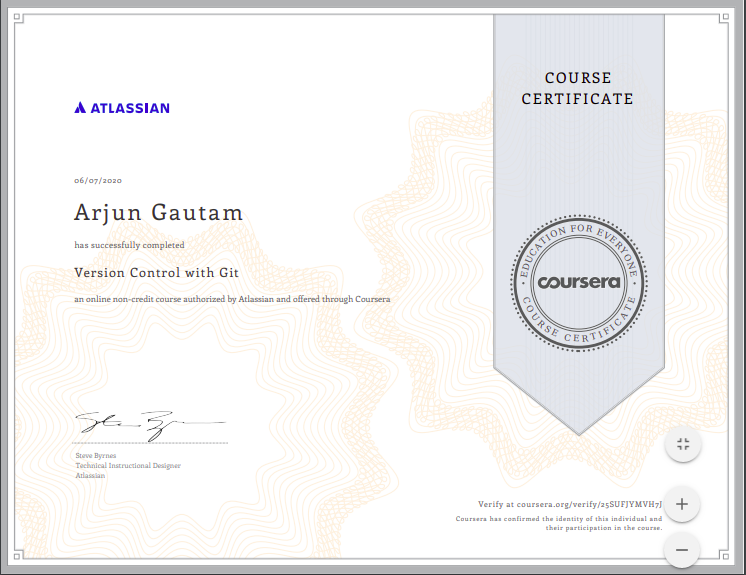 COURSE
CERTIFICATE
ATLASSIAN
06/07/2020
Arjun Gautam
has successfully completed
Version Control with Git
an online non-credit course authorized by Atlassian and offered through Coursera
EDUCATION FOR EVERYONE
coursera
COURSE CERTIFICATE
Steve Byrnes
Technical Instructional Designer
Atlassian
Verify at coursera.org/verify/25SUFJYMVH7J
Coursera has confirmed the identity of this individual and
their participation in the course.